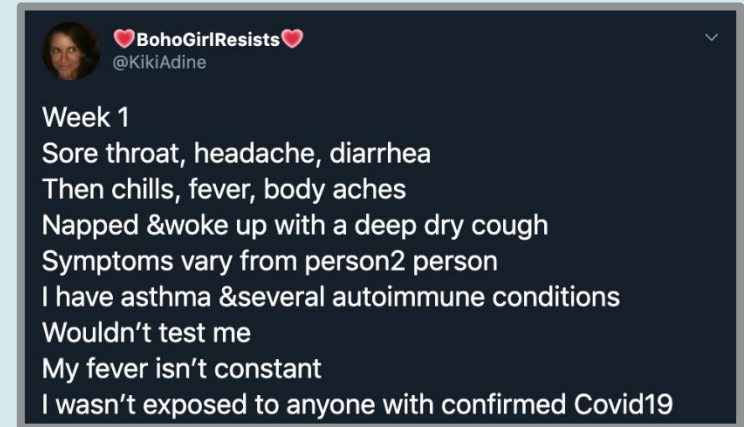 ❤️BohoGirlResists❤️
@KikiAdine
Week 1
Sore throat, headache, diarrhea
Then chills, fever, body aches
Napped &woke up with a deep dry cough
Symptoms vary from person2 person
I have asthma &several autoimmune conditions
Wouldn't test me
My fever isn't constant
I wasn't exposed to anyone with confirmed Covid19